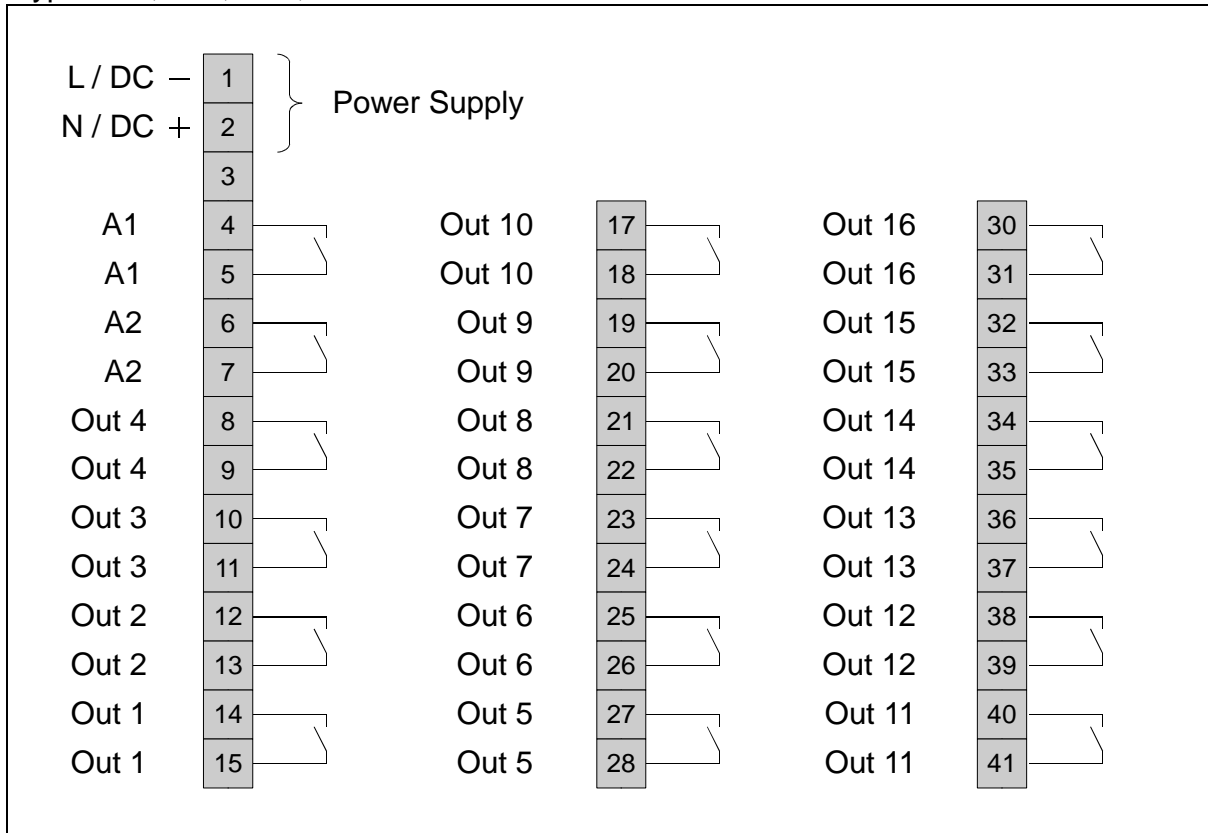 L / DC − 1
N / DC + 2
Power Supply
3
A1 4
A1 5
A2 6
A2 7
Out 4 8
Out 4 9
Out 3 10
Out 3 11
Out 2 12
Out 2 13
Out 1 14
Out 1 15
Out 10 17
Out 10 18
Out 9 19
Out 9 20
Out 8 21
Out 8 22
Out 7 23
Out 7 24
Out 6 25
Out 6 26
Out 5 27
Out 5 28
Out 16 30
Out 16 31
Out 15 32
Out 15 33
Out 14 34
Out 14 35
Out 13 36
Out 13 37
Out 12 38
Out 12 39
Out 11 40
Out 11 41